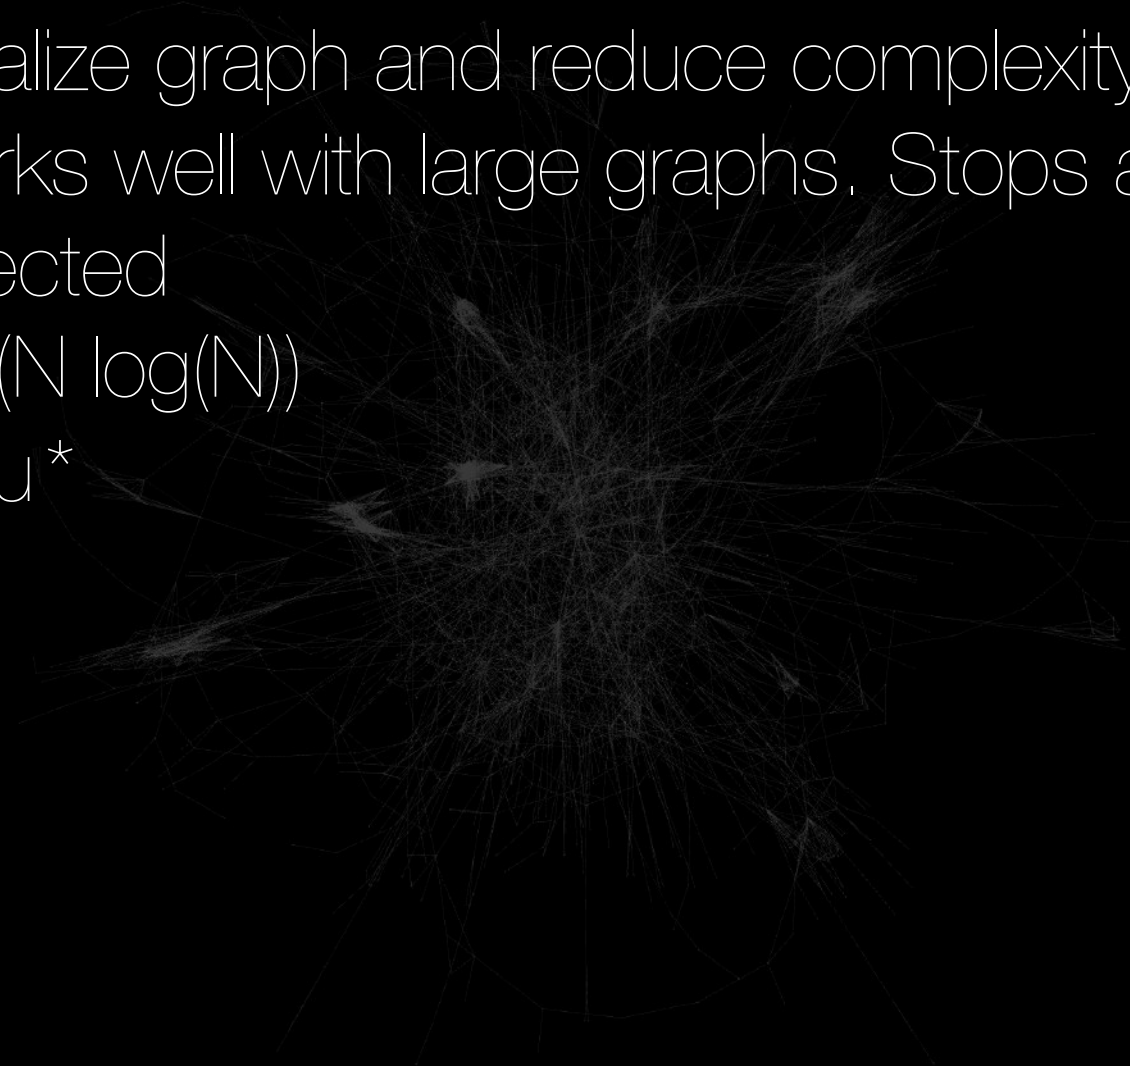 alize graph and reduce complexity
rks well with large graphs. Stops a
ected
(N log(N))
u *